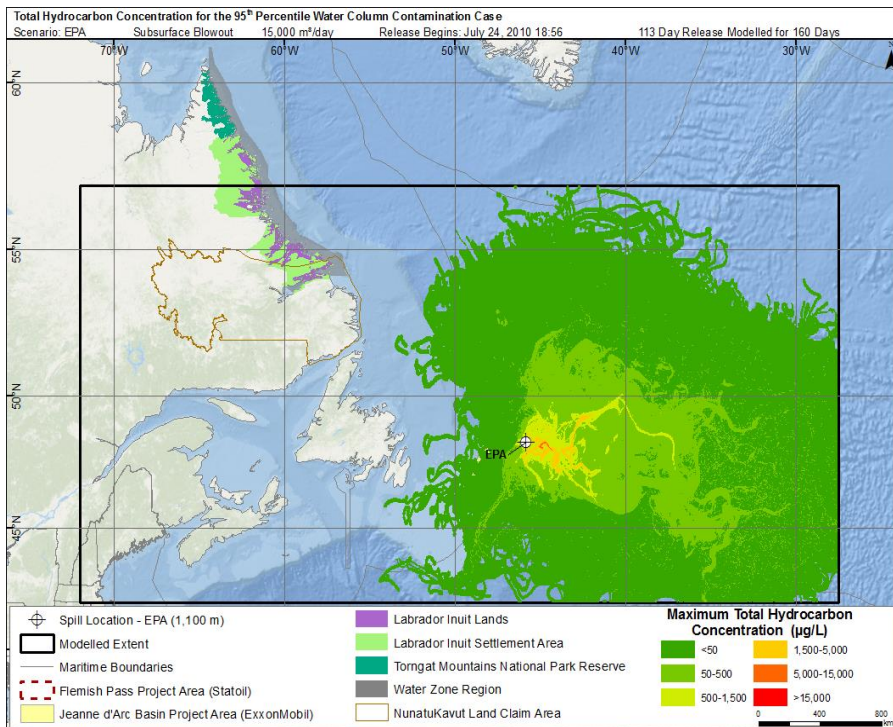 Total Hydrocarbon Concentration for the 95th Percentile Water Column Contamination Case
Scenario: EPA Subsurface Blowout 15,000 m³/day Release Begins: July 24, 2010 18:56 113 Day Release Modelled for 160 Days
70°W 60°W 50°W 40°W 30°W
60°N
55°N
50°N
45°N
60°N
55°N
50°N
45°N
EPA
Spill Location - EPA (1,100 m)
Modelled Extent
Maritime Boundaries
Flemish Pass Project Area (Statoil)
Jeanne d'Arc Basin Project Area (ExxonMobil)
Labrador Inuit Lands
Labrador Inuit Settlement Area
Torngat Mountains National Park Reserve
Water Zone Region
NunatuKavut Land Claim Area
Maximum Total Hydrocarbon
Concentration (µg/L)
<50
50-500
500-1,500
1,500-5,000
5,000-15,000
>15,000
0 400 800
km